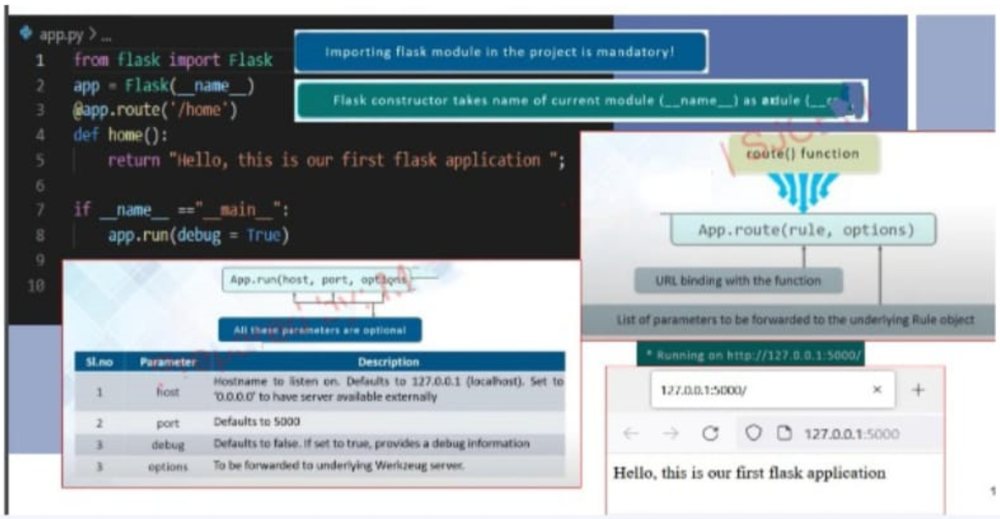 app.py > ...
1 from flask import Flask
2 app = Flask(__name__)
3 @app.route('/home')
4 def home():
5 return "Hello, this is our first flask application ";
6
7 if __name__ =="__main__":
8 app.run(debug = True)
9
10
Importing flask module in the project is mandatory!
Flask constructor takes name of current module (__name__) as
route() function
App.route(rule, options)
URL binding with the function
List of parameters to be forwarded to the underlying Rule object
App.run(host, port, options
All these parameters are optional
Sl.no Parameter Description
1 host Hostname to listen on. Defaults to 127.0.0.1 (localhost). Set to
'0.0.0.0' to have server available externally
2 port Defaults to 5000
3 debug Defaults to false. If set to true, provides a debug information
3 options To be forwarded to underlying Werkzeug server.
* Running on http://127.0.0.1:5000/
127.0.0.1:5000/ × +
127.0.0.1:5000
Hello, this is our first flask application
1